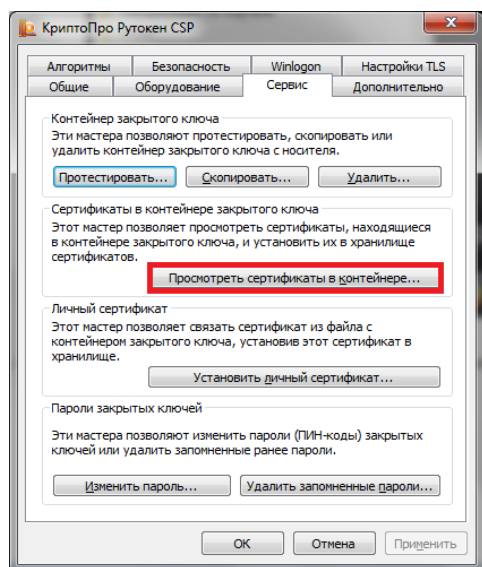 КриптоПро Рутокен CSP
Алгоритмы Безопасность Winlogon Настройки TLS
Общие Оборудование Сервис Дополнительно
Контейнер закрытого ключа
Эти мастера позволяют протестировать, скопировать или
удалить контейнер закрытого ключа с носителя.
Протестировать... Скопировать... Удалить...
Сертификаты в контейнере закрытого ключа
Этот мастер позволяет просмотреть сертификаты, находящиеся
в контейнере закрытого ключа, и установить их в хранилище
сертификатов.
Просмотреть сертификаты в контейнере...
Личный сертификат
Этот мастер позволяет связать сертификат из файла с
контейнером закрытого ключа, установив этот сертификат в
хранилище.
Установить личный сертификат...
Пароли закрытых ключей
Эти мастера позволяют изменить пароли (ПИН-коды) закрытых
ключей или удалить запомненные ранее пароли.
Изменить пароль... Удалить запомненные пароли...
ОК Отмена Применить